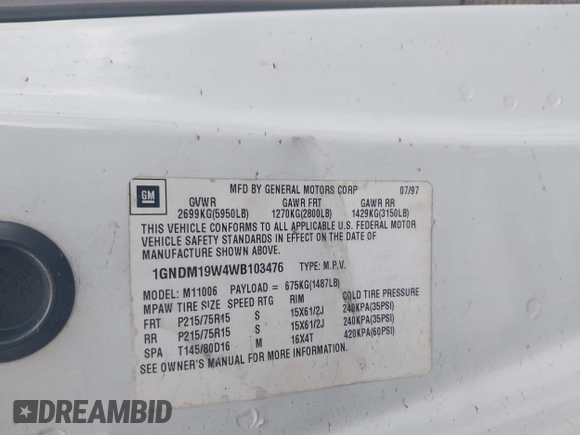 GM
MFD BY GENERAL MOTORS CORP 07/97
GVWR GAWR FRT GAWR RR
2699KG(5950LB) 1270KG(2800LB) 1429KG(3150LB)
THIS VEHICLE CONFORMS TO ALL APPLICABLE U.S. FEDERAL MOTOR
VEHICLE SAFETY STANDARDS IN EFFECT ON THE DATE OF
MANUFACTURE SHOWN ABOVE.
1GNDM19W4WB103476 TYPE: M.P.V.
MODEL: M11006 PAYLOAD = 675KG(1487LB)
MPAW TIRE SIZE SPEED RTG RIM COLD TIRE PRESSURE
FRT P215/75R15 S 15X61/2J 240KPA(35PSI)
RR P215/75R15 S 15X61/2J 240KPA(35PSI)
SPA T145/80D16 M 16X4T 420KPA(60PSI)
SEE OWNER'S MANUAL FOR MORE INFORMATION.
DREAMBID